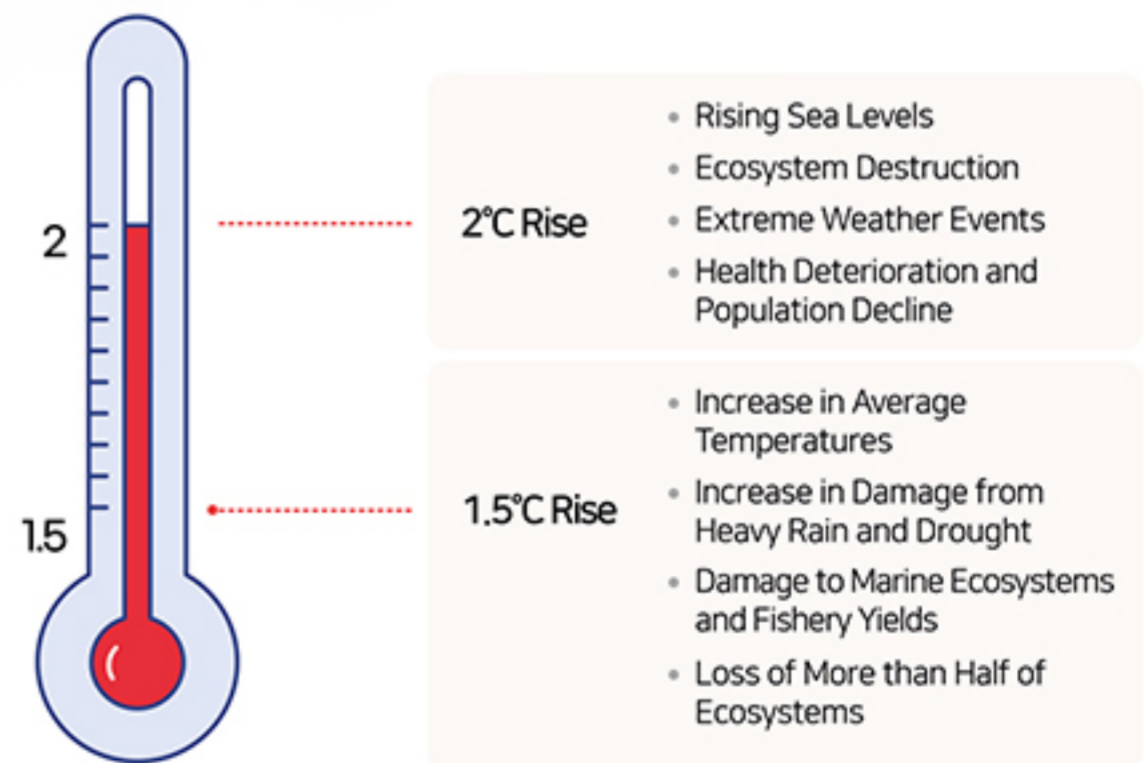 2
2°C Rise
• Rising Sea Levels
• Ecosystem Destruction
• Extreme Weather Events
• Health Deterioration and
Population Decline
1.5
1.5°C Rise
• Increase in Average
Temperatures
• Increase in Damage from
Heavy Rain and Drought
• Damage to Marine Ecosystems
and Fishery Yields
• Loss of More than Half of
Ecosystems